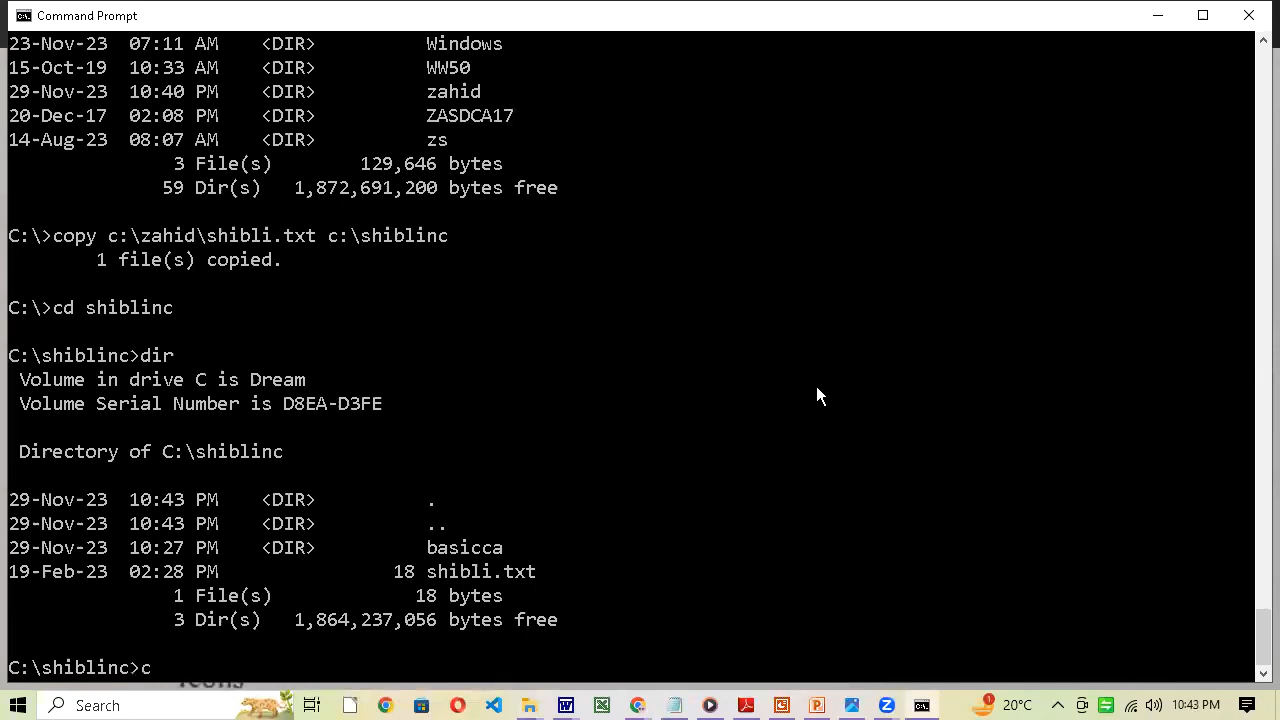 Command Prompt
23-Nov-23  07:11 AM    <DIR>          Windows
15-Oct-19  10:33 AM    <DIR>          WW50
29-Nov-23  10:40 PM    <DIR>          zahid
20-Dec-17  02:08 PM    <DIR>          ZASDCA17
14-Aug-23  08:07 AM    <DIR>          zs
               3 File(s)        129,646 bytes
              59 Dir(s)   1,872,691,200 bytes free
C:\>copy c:\zahid\shibli.txt c:\shiblinc
        1 file(s) copied.
C:\>cd shiblinc
C:\shiblinc>dir
 Volume in drive C is Dream
 Volume Serial Number is D8EA-D3FE
 Directory of C:\shiblinc
29-Nov-23  10:43 PM    <DIR>          .
29-Nov-23  10:43 PM    <DIR>          ..
29-Nov-23  10:27 PM    <DIR>          basicca
19-Feb-23  02:28 PM                18 shibli.txt
               1 File(s)             18 bytes
               3 Dir(s)   1,864,237,056 bytes free
C:\shiblinc>c
Search
1
20°C
10:43 PM